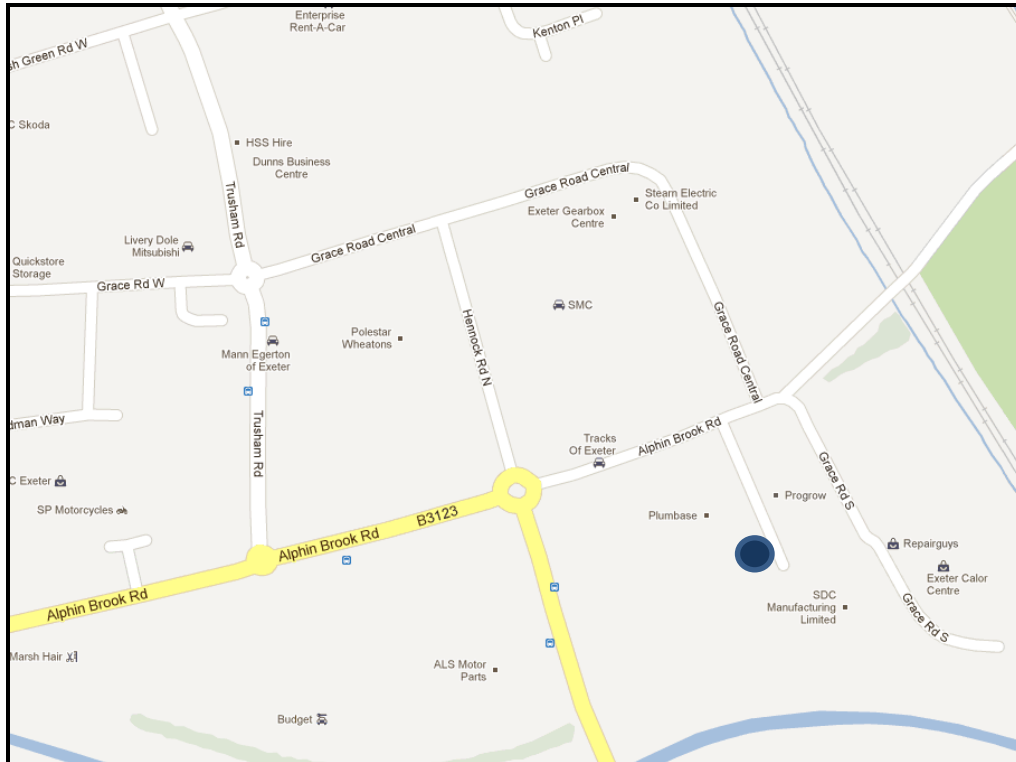 Enterprise
Rent-A-Car
Kenton Pl
sh Green Rd W
C Skoda
HSS Hire
Dunns Business
Centre
Trusham Rd
Grace Road Central
Stearn Electric
Co Limited
Exeter Gearbox
Centre
Livery Dole
Mitsubishi
Grace Road Central
Quickstore
Storage
Grace Rd W
SMC
Grace Road Central
Polestar
Wheatons
Hennock Rd N
Mann Egerton
of Exeter
dman Way
Trusham Rd
Tracks
Of Exeter
Alphin Brook Rd
C Exeter
Grace Rd S
Progrow
SP Motorcycles
B3123
Plumbase
Alphin Brook Rd
Repairguys
Exeter Calor
Centre
Alphin Brook Rd
SDC
Manufacturing
Limited
Grace Rd S
Marsh Hair
ALS Motor
Parts
Budget